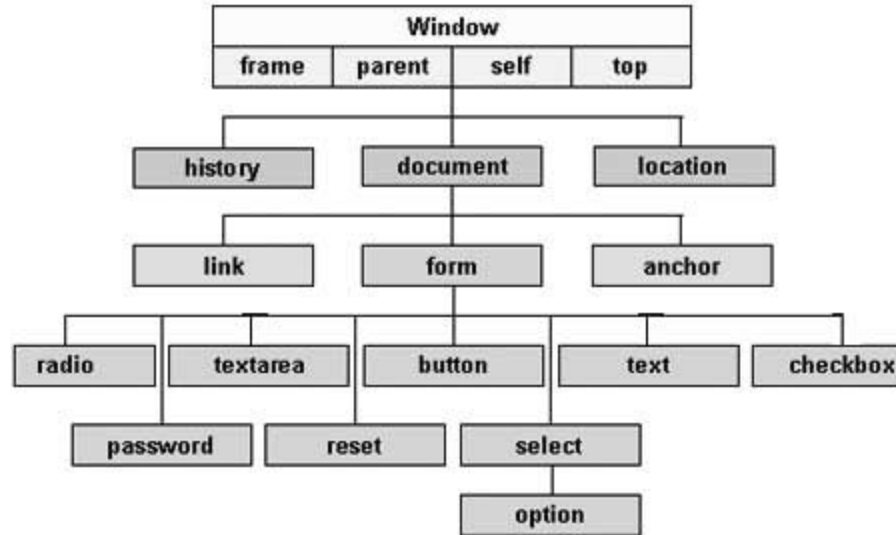 Window
frame parent self top
history document location
link form anchor
radio textarea button text checkbox
password reset select
option